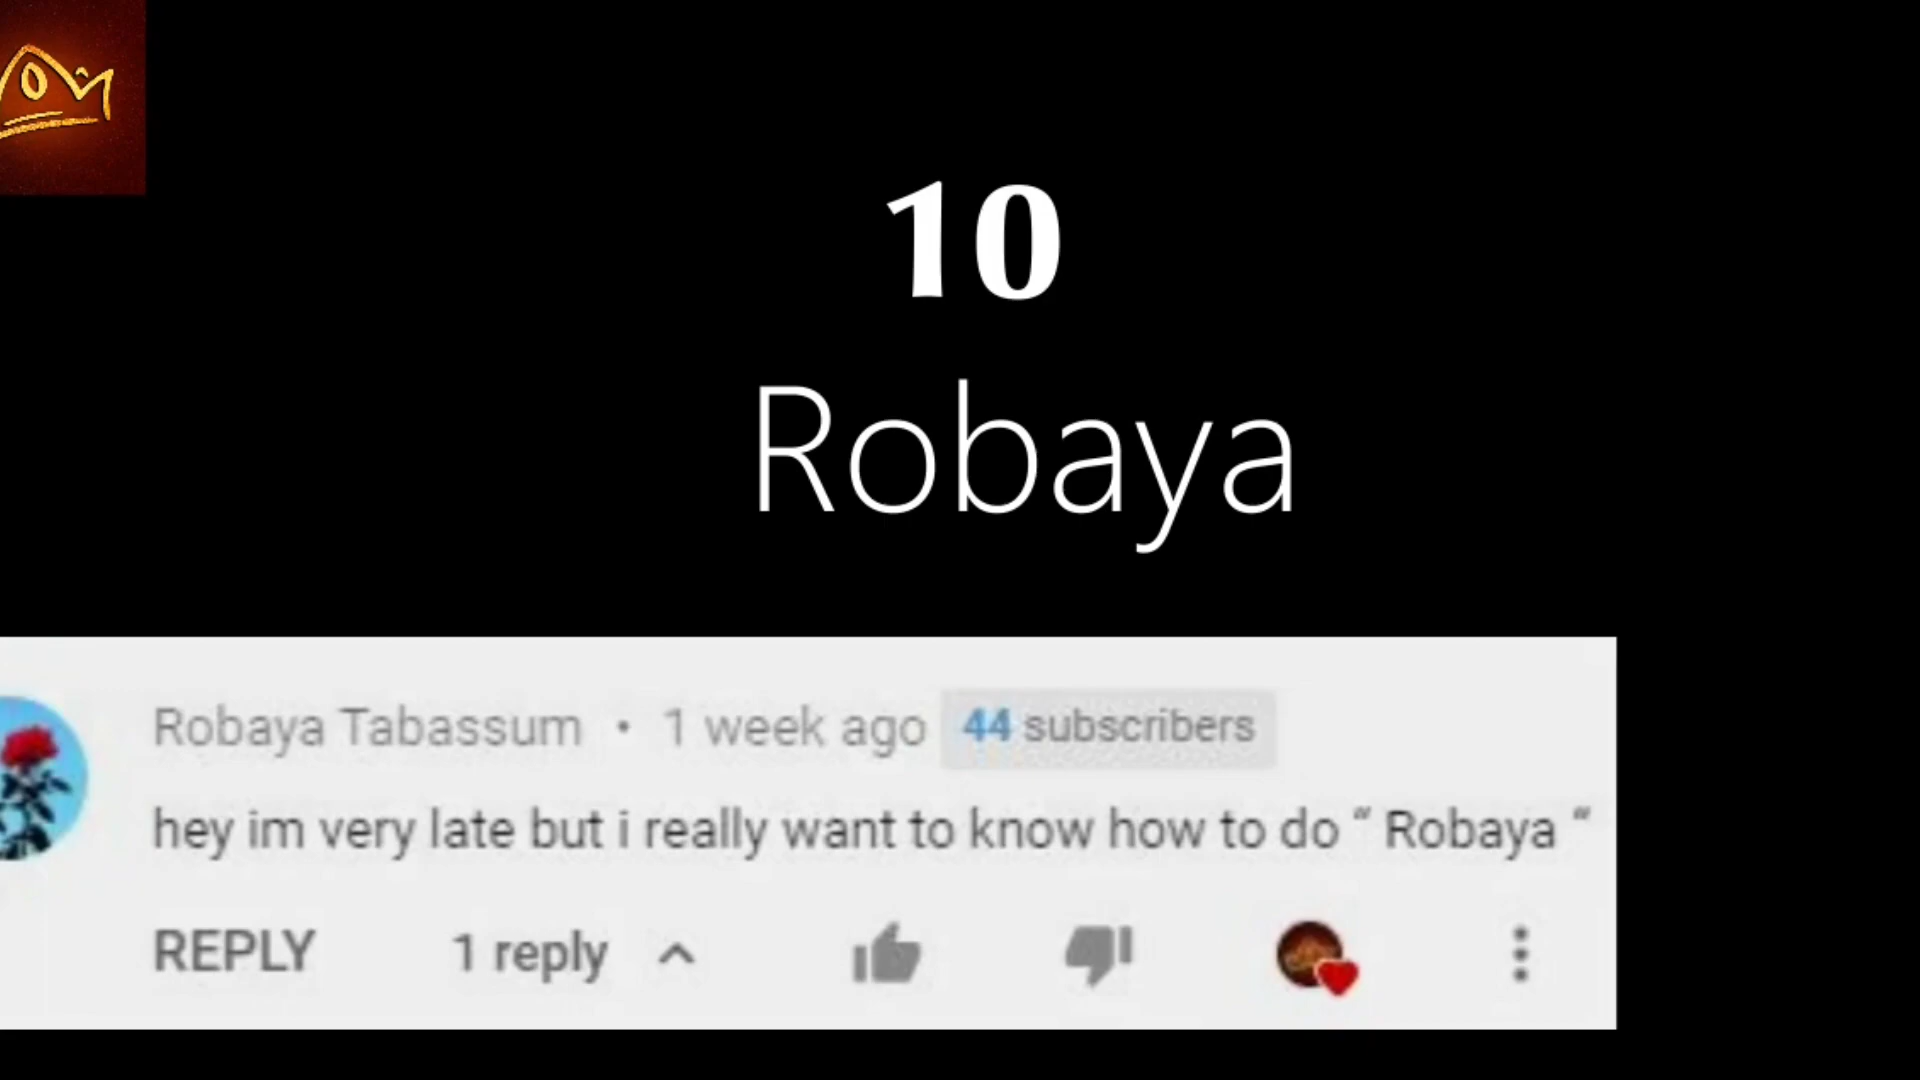 10
Robaya
Robaya Tabassum • 1 week ago 44 subscribers
hey im very late but i really want to know how to do “ Robaya “
REPLY 1 reply